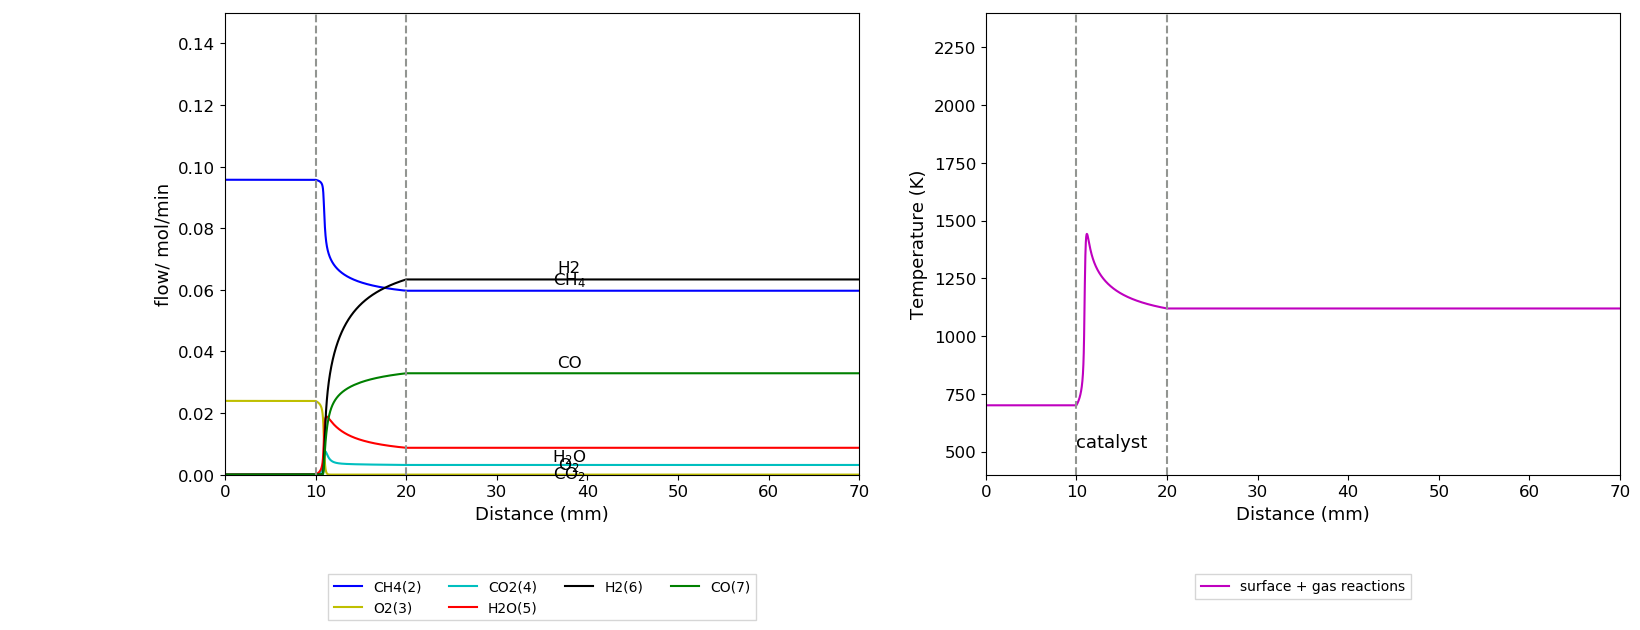 0.14
0.12
0.10
0.08
0.06
0.04
0.02
0.00
flow/ mol/min
H2
CH₄
CO
H₂O
O₂
CO₂
0 10 20 30 40 50 60 70
Distance (mm)
CH4(2) CO2(4) H2(6) CO(7)
O2(3) H2O(5)
2250
2000
1750
1500
1250
1000
750
500
Temperature (K)
catalyst
0 10 20 30 40 50 60 70
Distance (mm)
surface + gas reactions